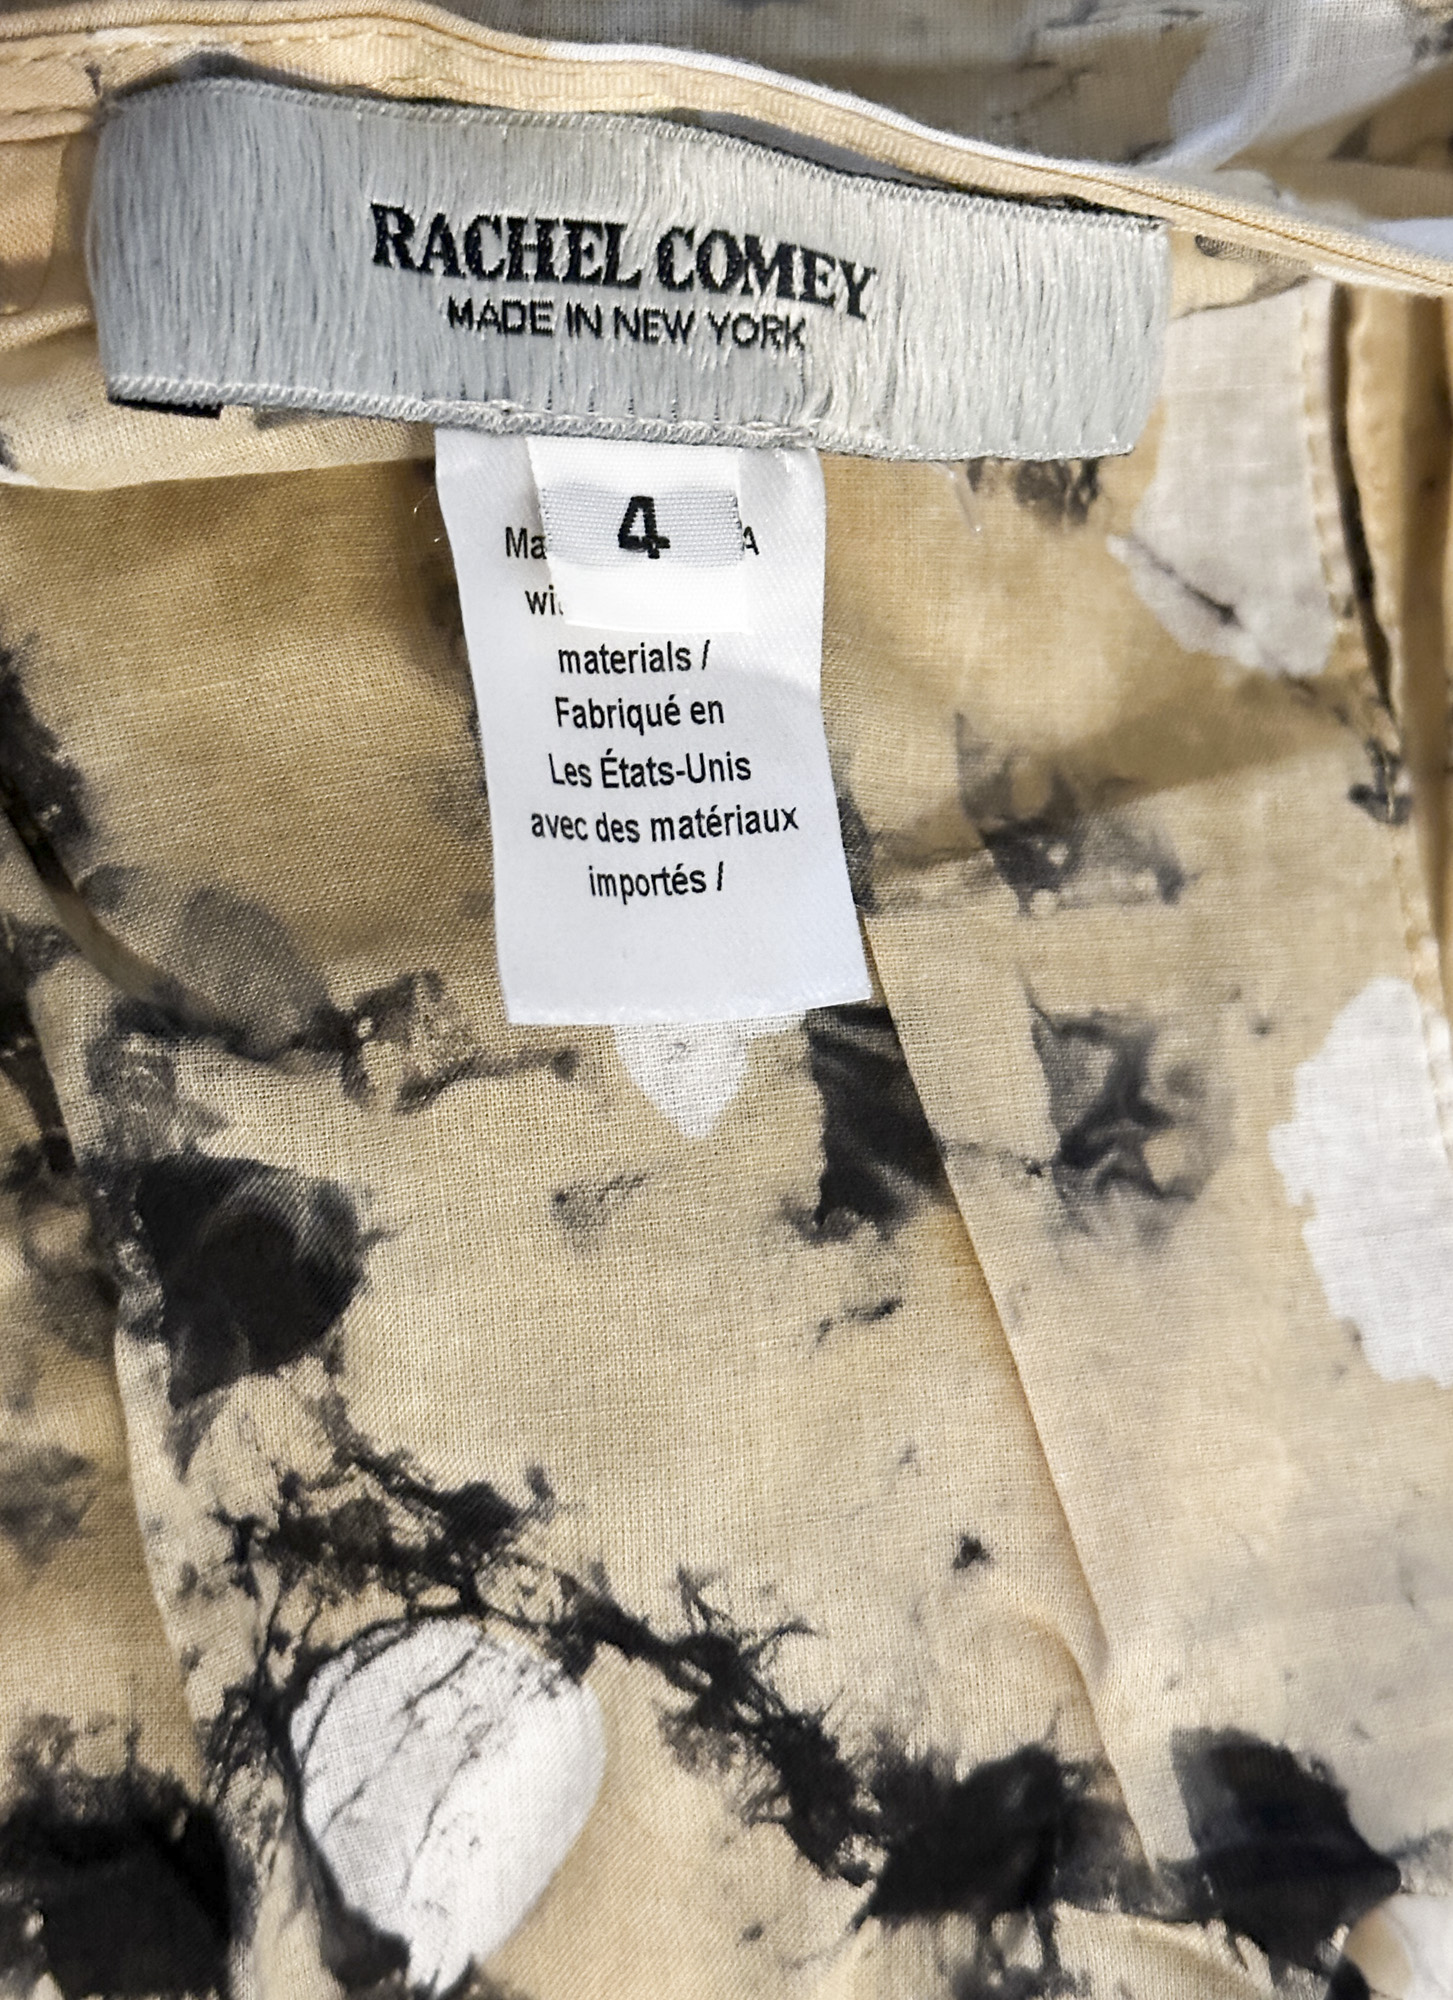 RACHEL COMEY
MADE IN NEW YORK
4
materials /
Fabriqué en
Les États-Unis
avec des matériaux
importés /